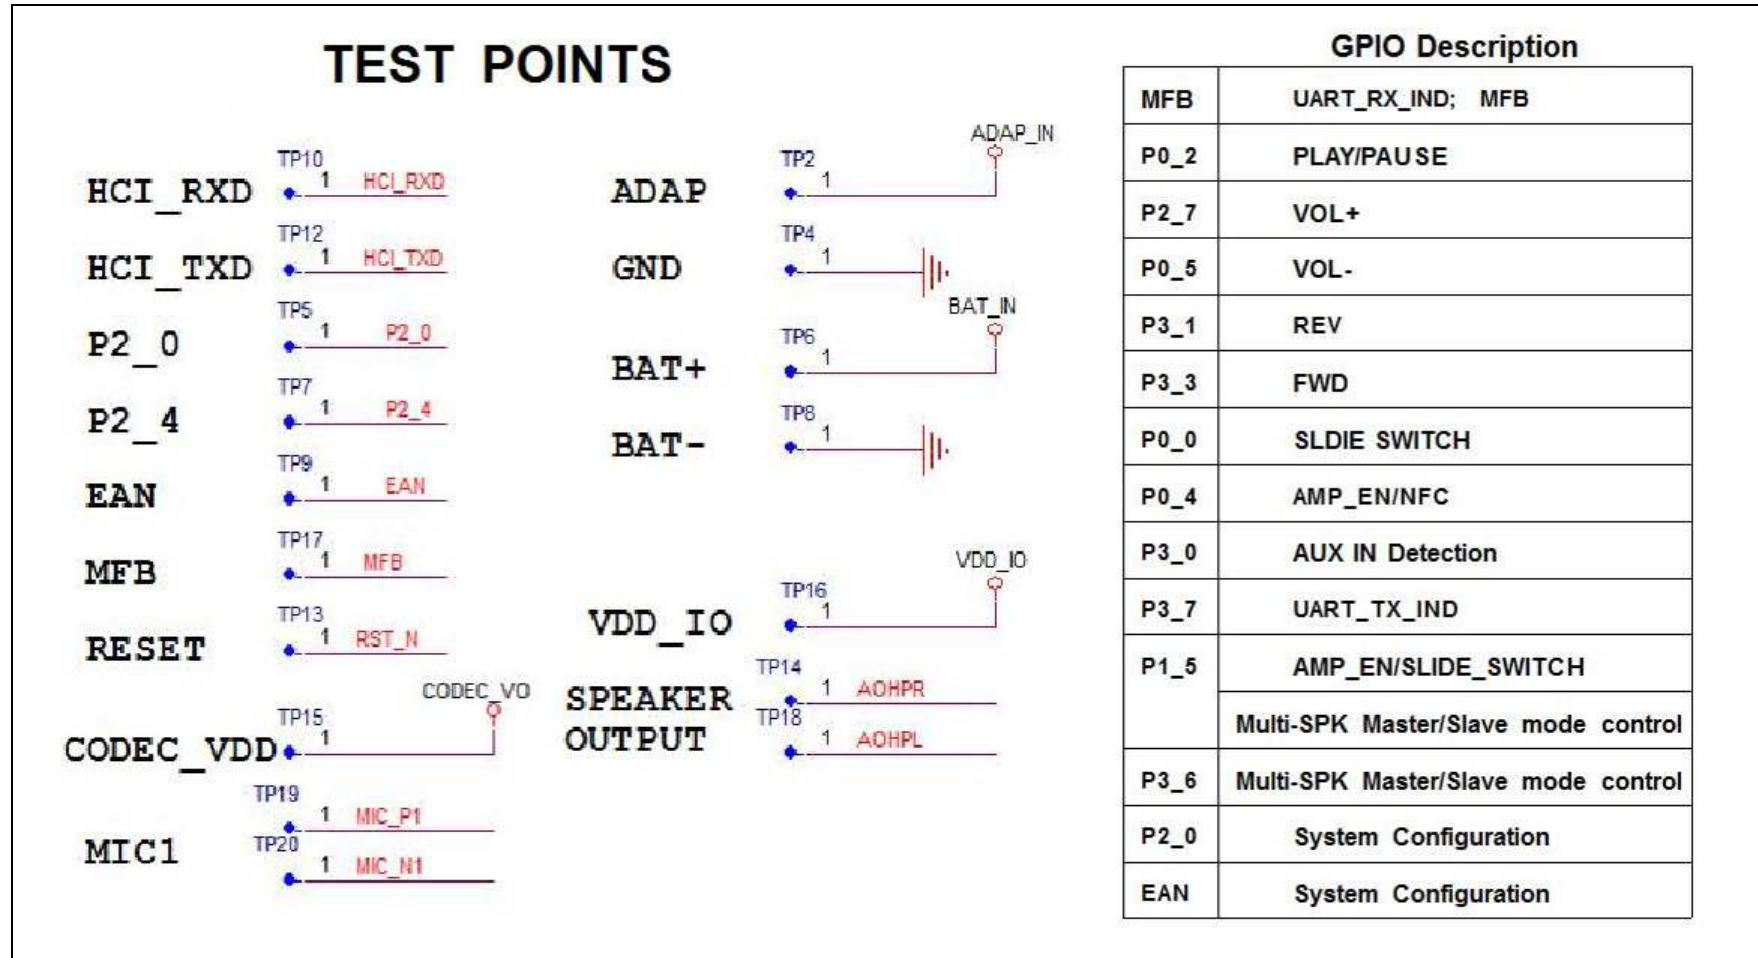 TEST POINTS
HCI_RXD
TP10
1
HCI_RXD
HCI_TXD
TP12
1
HCI_TXD
P2_0
TP5
1
P2_0
P2_4
TP7
1
P2_4
EAN
TP9
1
EAN
MFB
TP17
1
MFB
RESET
TP13
1
RST_N
CODEC_VDD
TP15
1
CODEC_VO
MIC1
TP19
1
MIC_P1
TP20
1
MIC_N1
ADAP
TP2
1
ADAP_IN
GND
TP4
1
BAT+
TP6
1
BAT_IN
BAT-
TP8
1
VDD_IO
TP16
1
VDD_IO
SPEAKER
OUTPUT
TP14
1
AOHPR
TP18
1
AOHPL
GPIO Description
MFB UART_RX_IND; MFB
P0_2 PLAY/PAUSE
P2_7 VOL+
P0_5 VOL-
P3_1 REV
P3_3 FWD
P0_0 SLDIE SWITCH
P0_4 AMP_EN/NFC
P3_0 AUX IN Detection
P3_7 UART_TX_IND
P1_5 AMP_EN/SLIDE_SWITCH
Multi-SPK Master/Slave mode control
P3_6 Multi-SPK Master/Slave mode control
P2_0 System Configuration
EAN System Configuration